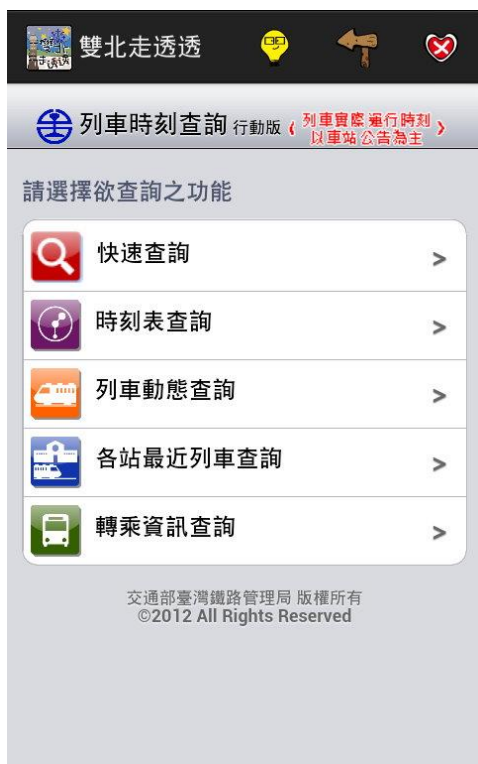 雙北走透透
列車時刻查詢 行動版 《列車實際運行時刻
以車站公告為主》
請選擇欲查詢之功能
快速查詢 >
時刻表查詢 >
列車動態查詢 >
各站最近列車查詢 >
轉乘資訊查詢 >
交通部臺灣鐵路管理局 版權所有
©2012 All Rights Reserved